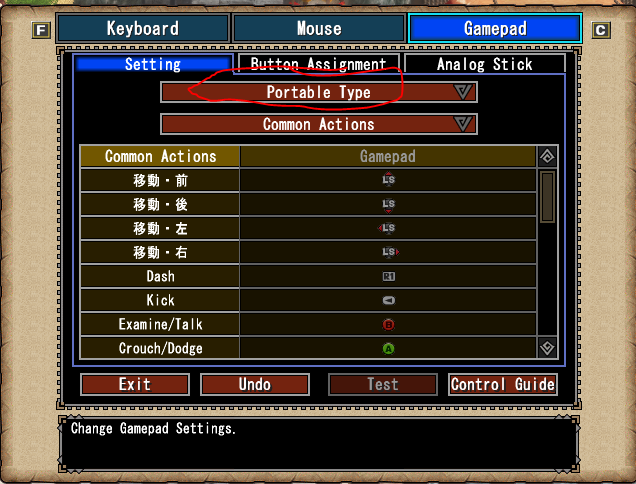 F Keyboard Mouse Gamepad C
Setting Button Assignment Analog Stick
Portable Type
Common Actions
Common Actions Gamepad
移動・前 LS
移動・後 LS
移動・左 LS
移動・右 LS
Dash R1
Kick
Examine/Talk B
Crouch/Dodge A
Exit Undo Test Control Guide
Change Gamepad Settings.